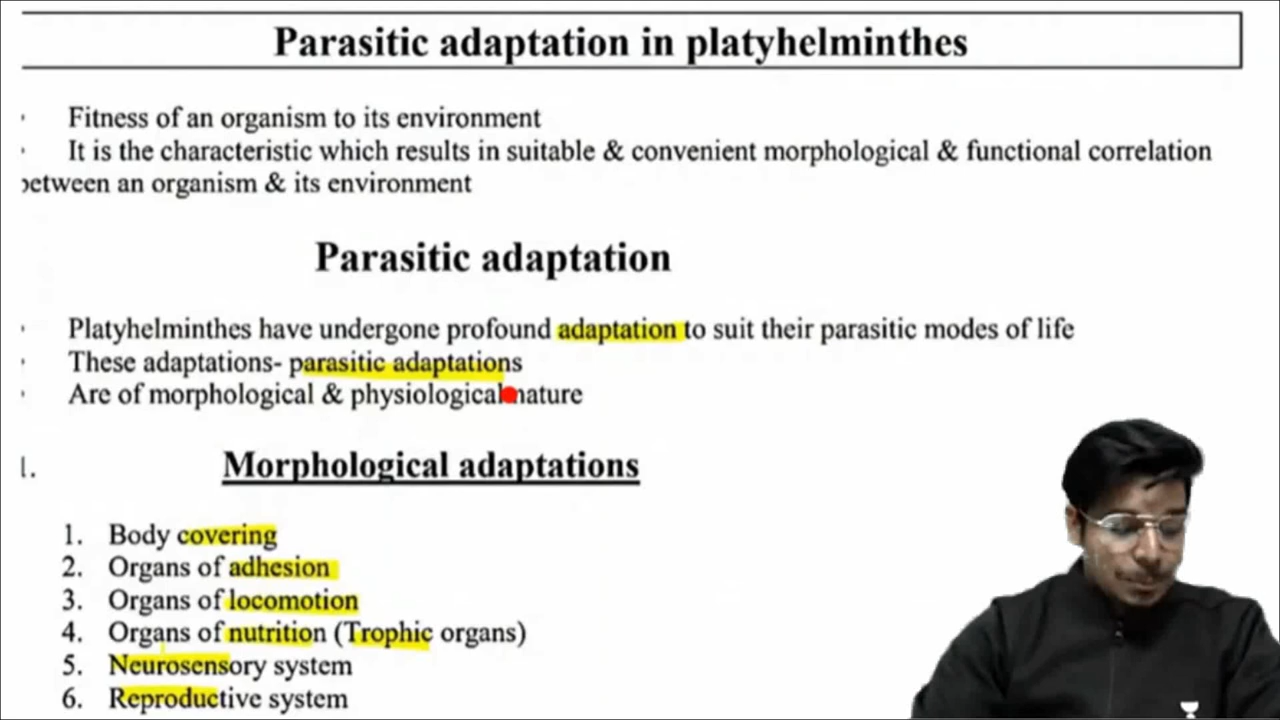 Parasitic adaptation in platyhelminthes
Fitness of an organism to its environment
It is the characteristic which results in suitable & convenient morphological & functional correlation
between an organism & its environment
Parasitic adaptation
Platyhelminthes have undergone profound adaptation to suit their parasitic modes of life
These adaptations- parasitic adaptations
Are of morphological & physiological nature
1. Morphological adaptations
1. Body covering
2. Organs of adhesion
3. Organs of locomotion
4. Organs of nutrition (Trophic organs)
5. Neurosensory system
6. Reproductive system